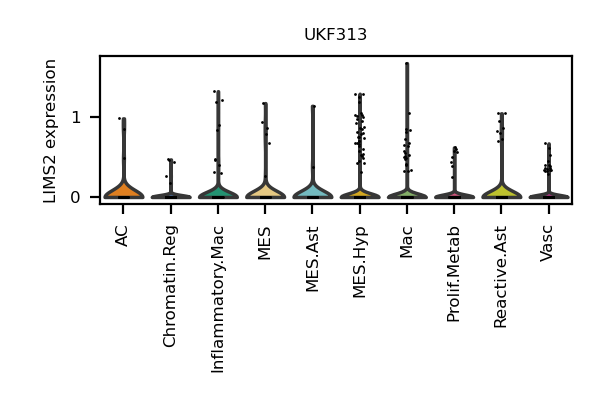 UKF313
LIMS2 expression
1
0
AC
Chromatin.Reg
Inflammatory.Mac
MES
MES.Ast
MES.Hyp
Mac
Prolif.Metab
Reactive.Ast
Vasc